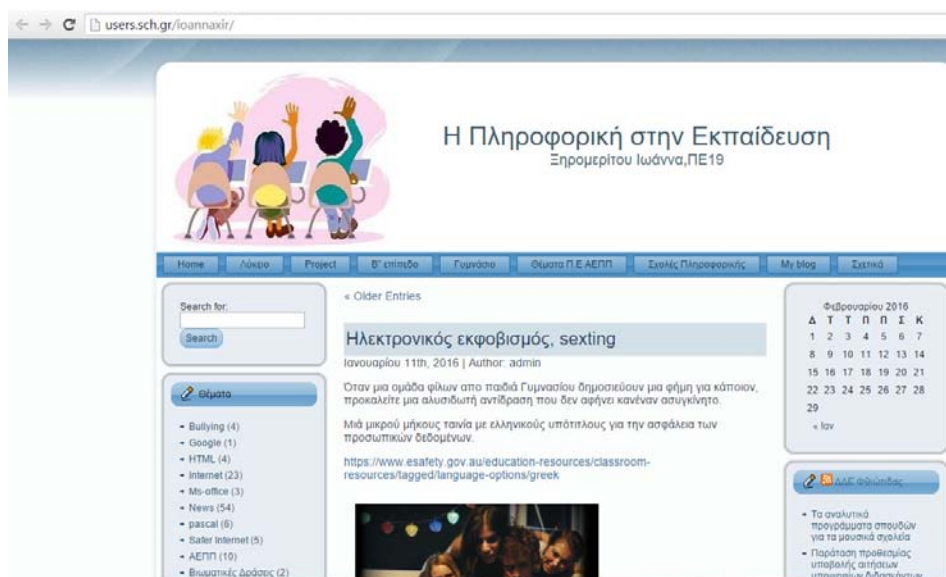 users.sch.gr/ioannaxir/
Η Πληροφορική στην Εκπαίδευση
Ξηρομερίτου Ιωάννα,ΠΕ19
Home Λύκειο Project Β' επίπεδο Γυμνάσιο Θέματα Π.Ε ΑΕΠΠ Σχολές Πληροφορικής My blog Σχετικά
Search for:
Search
Θέματα
Bullying (4)
Google (1)
HTML (4)
Internet (23)
Ms-office (3)
News (54)
pascal (6)
Safer Internet (5)
ΑΕΠΠ (10)
Βιωματικές Δράσεις (2)
« Older Entries
Ηλεκτρονικός εκφοβισμός, sexting
Ιανουαρίου 11th, 2016 | Author: admin
Όταν μια ομάδα φίλων απο παιδιά Γυμνασίου δημοσιεύουν μια φήμη για κάποιον,
προκαλείτε μια αλυσιδωτή αντίδραση που δεν αφήνει κανέναν ασυγκίνητο.
Μιά μικρού μήκους ταινία με ελληνικούς υπότιτλους για την ασφάλεια των
προσωπικών δεδομένων.
https://www.esafety.gov.au/education-resources/classroom-
resources/tagged/language-options/greek
Φεβρουαρίου 2016
Δ Τ Τ Π Π Σ Κ
1 2 3 4 5 6 7
8 9 10 11 12 13 14
15 16 17 18 19 20 21
22 23 24 25 26 27 28
29
« Ιαν
ΔΔΕ Φθιώτιδας
Τα αναλυτικά
προγράμματα σπουδών
για τα μουσικά σχολεία
Παράταση προθεσμίας
υποβολής αιτήσεων
υποψηφίων διδασκόντων